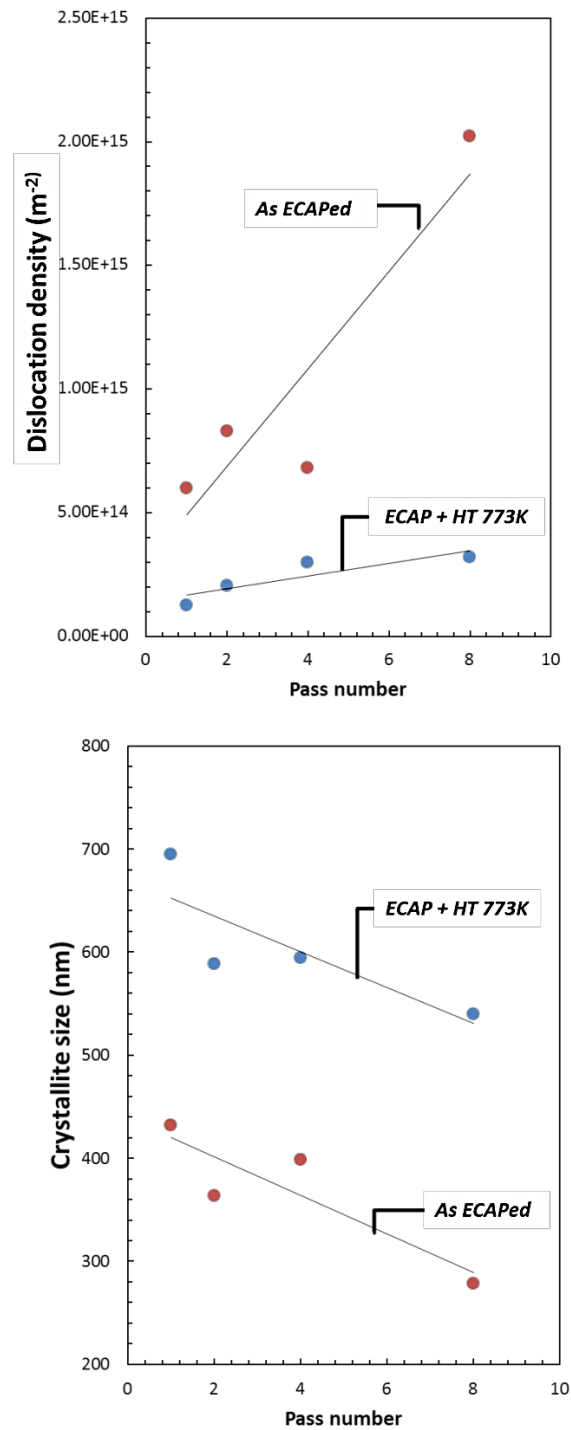 2.50E+15
2.00E+15
1.50E+15
1.00E+15
5.00E+14
0.00E+00
Dislocation density (m-2)
As ECAPed
ECAP + HT 773K
0 2 4 6 8 10
Pass number
800
700
600
500
400
300
200
Crystallite size (nm)
ECAP + HT 773K
As ECAPed
0 2 4 6 8 10
Pass number